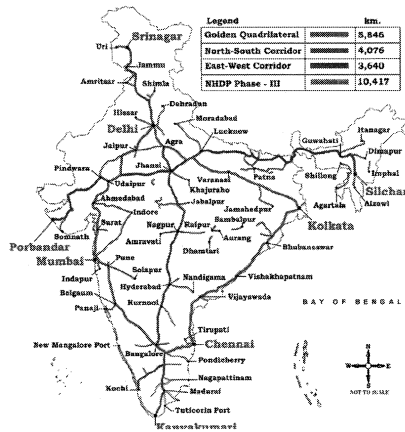 Legend km.
Golden Quadrilateral 5,846
North-South Corridor 4,076
East-West Corridor 3,640
NHDP Phase - III 10,417
Srinagar
Uri
Jammu
Amritsar
Shimla
Dehradun
Hissar
Moradabad
Delhi
Agra
Lucknow
Itanagar
Guwahati
Dimapur
Jaipur
Jhansi
Pindwara
Varanasi
Patna
Shillong
Imphal
Udaipur
Khajuraho
Silchar
Ahmedabad
Jabalpur
Jamshedpur
Agartala
Aizawl
Indore
Sambalpur
Kolkata
Surat
Nagpur
Raipur
Somnath
Aurang
Porbandar
Amravati
Bhubaneswar
Mumbai
Pune
Dhamtari
Solapur
Indapur
Nandigama
Vishakhapatnam
Hyderabad
Belgaum
Vijayawada
Panaji
Kurnool
BAY OF BENGAL
Tirupati
New Mangalore Port
Chennai
Bangalore
Pondicherry
N
W E
S
Nagapattinam
NOT TO SCALE
Kochi
Madurai
Tuticorin Port
Kanyakumari